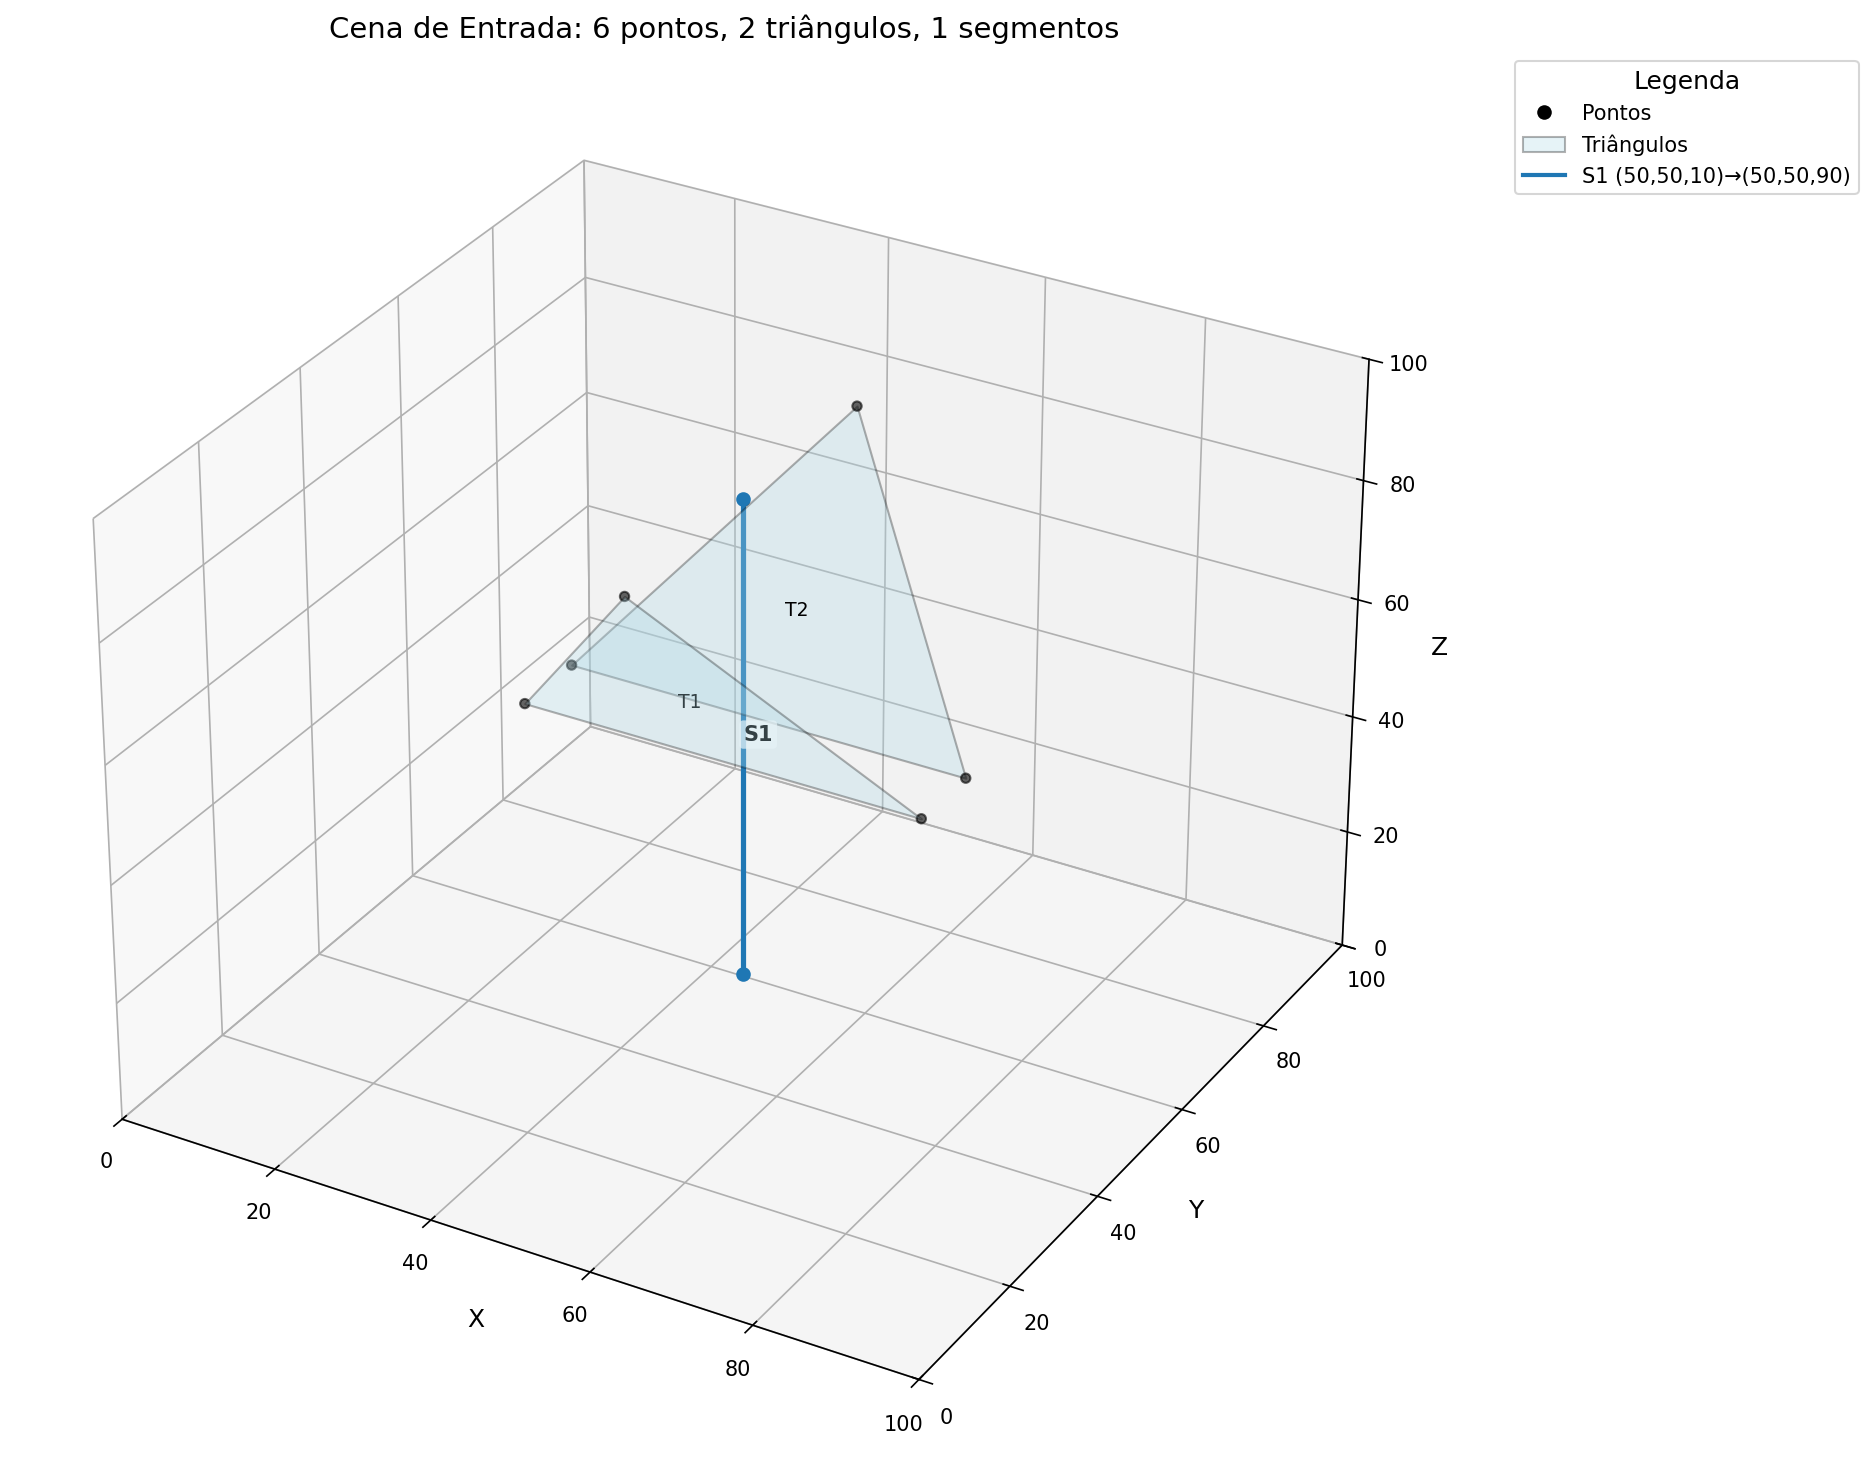 Cena de Entrada: 6 pontos, 2 triângulos, 1 segmentos
Legenda
Pontos
Triângulos
S1 (50,50,10)→(50,50,90)
T2
T1
S1
100
80
60
40
20
0
Z
100
80
60
40
20
0
Y
0
20
40
60
80
100
X